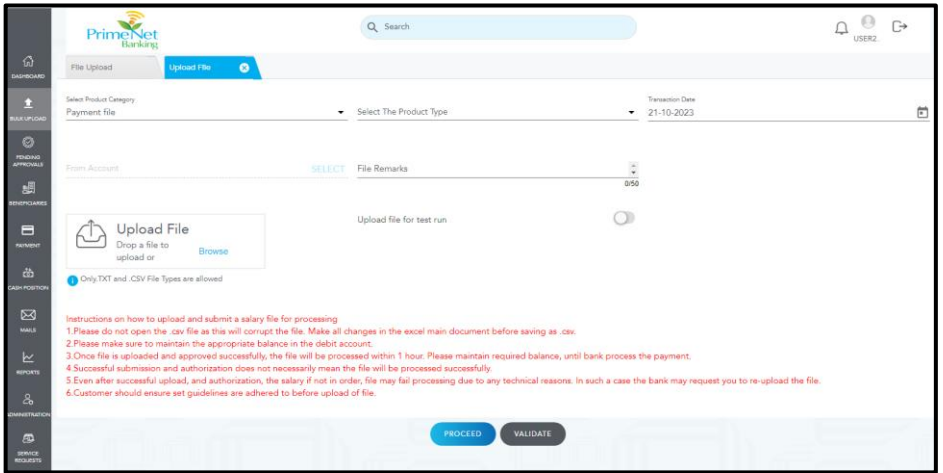 PrimeNet
Banking
Search
USER2
DASHBOARD
BULK UPLOAD
PENDING
APPROVALS
BENEFICIARIES
PAYMENT
CASH POSITION
MAILS
REPORTS
ADMINISTRATION
SERVICE
REQUESTS
File Upload
Upload File
Select Product Category
Payment file
Select The Product Type
Transaction Date
21-10-2023
From Account
SELECT
File Remarks
0/50
Upload File
Drop a file to
upload or
Browse
Upload file for test run
Only.TXT and .CSV File Types are allowed
Instructions on how to upload and submit a salary file for processing
1.Please do not open the .csv file as this will corrupt the file. Make all changes in the excel main document before saving as .csv.
2.Please make sure to maintain the appropriate balance in the debit account.
3.Once file is uploaded and approved successfully, the file will be processed within 1 hour. Please maintain required balance, until bank process the payment.
4.Successful submission and authorization does not necessarily mean the file will be processed successfully.
5.Even after successful upload, and authorization, the salary if not in order, file may fail processing due to any technical reasons. In such a case the bank may request you to re-upload the file.
6.Customer should ensure set guidelines are adhered to before upload of file.
PROCEED
VALIDATE